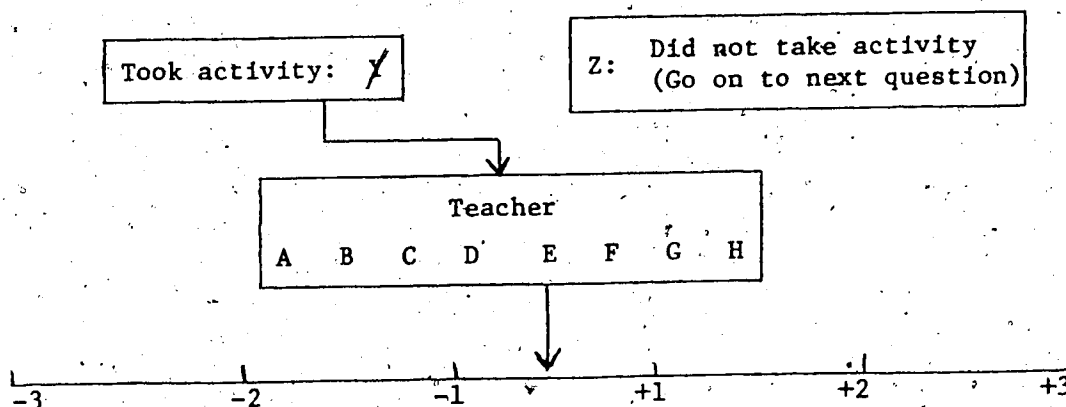 Took activity:
Z: Did not take activity
(Go on to next question)
Teacher
A B C D E F G H
-3 -2 -1 +1 +2 +3